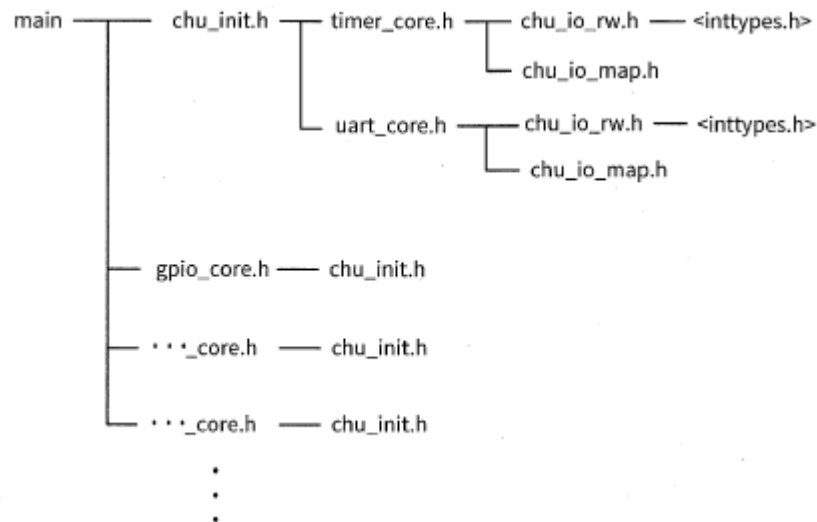 main chu_init.h timer_core.h chu_io_rw.h <inttypes.h>
chu_io_map.h
uart_core.h chu_io_rw.h <inttypes.h>
chu_io_map.h
gpio_core.h chu_init.h
···_core.h chu_init.h
···_core.h chu_init.h